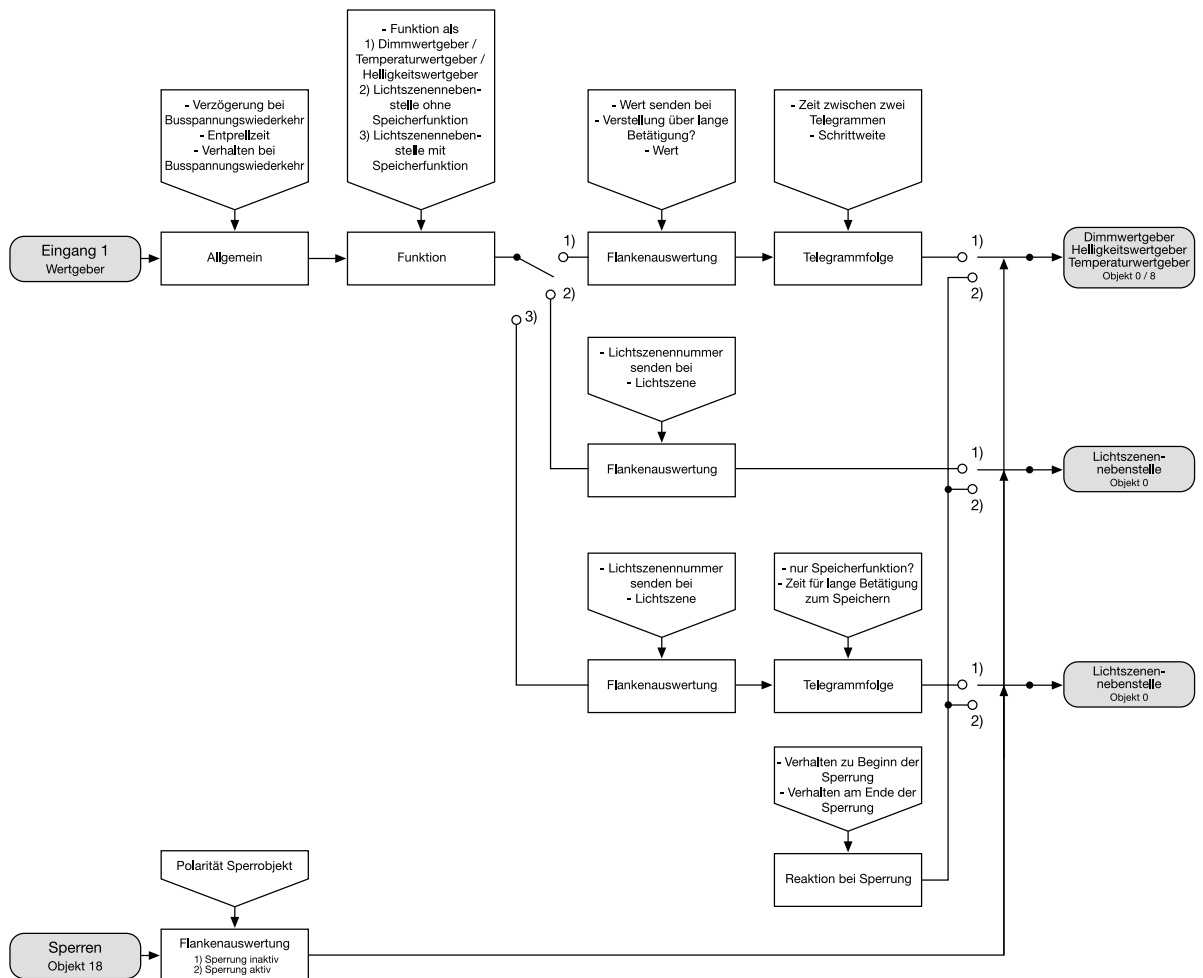 - Funktion als
1) Dimmwertgeber /
Temperaturwertgeber /
Helligkeitswertgeber
2) Lichtszenenneben-
stelle ohne
Speicherfunktion
3) Lichtszenenneben-
stelle mit
Speicherfunktion
- Verzögerung bei
Busspannungswiederkehr
- Entprellzeit
- Verhalten bei
Busspannungswiederkehr
- Wert senden bei
- Verstellung über lange
Betätigung?
- Wert
- Zeit zwischen zwei
Telegrammen
- Schrittweite
Eingang 1
Wertgeber
Allgemein
Funktion
1)
2)
3)
Flankenauswertung
Telegrammfolge
1)
2)
Dimmwertgeber
Helligkeitswertgeber
Temperaturwertgeber
Objekt 0 / 8
- Lichtszenennummer
senden bei
- Lichtszene
Flankenauswertung
1)
2)
Lichtszenen-
nebenstelle
Objekt 0
- Lichtszenennummer
senden bei
- Lichtszene
- nur Speicherfunktion?
- Zeit für lange Betätigung
zum Speichern
Flankenauswertung
Telegrammfolge
1)
2)
Lichtszenen-
nebenstelle
Objekt 0
- Verhalten zu Beginn der
Sperrung
- Verhalten am Ende der
Sperrung
Reaktion bei Sperrung
Polarität Sperrobjekt
Sperren
Objekt 18
Flankenauswertung
1) Sperrung inaktiv
2) Sperrung aktiv